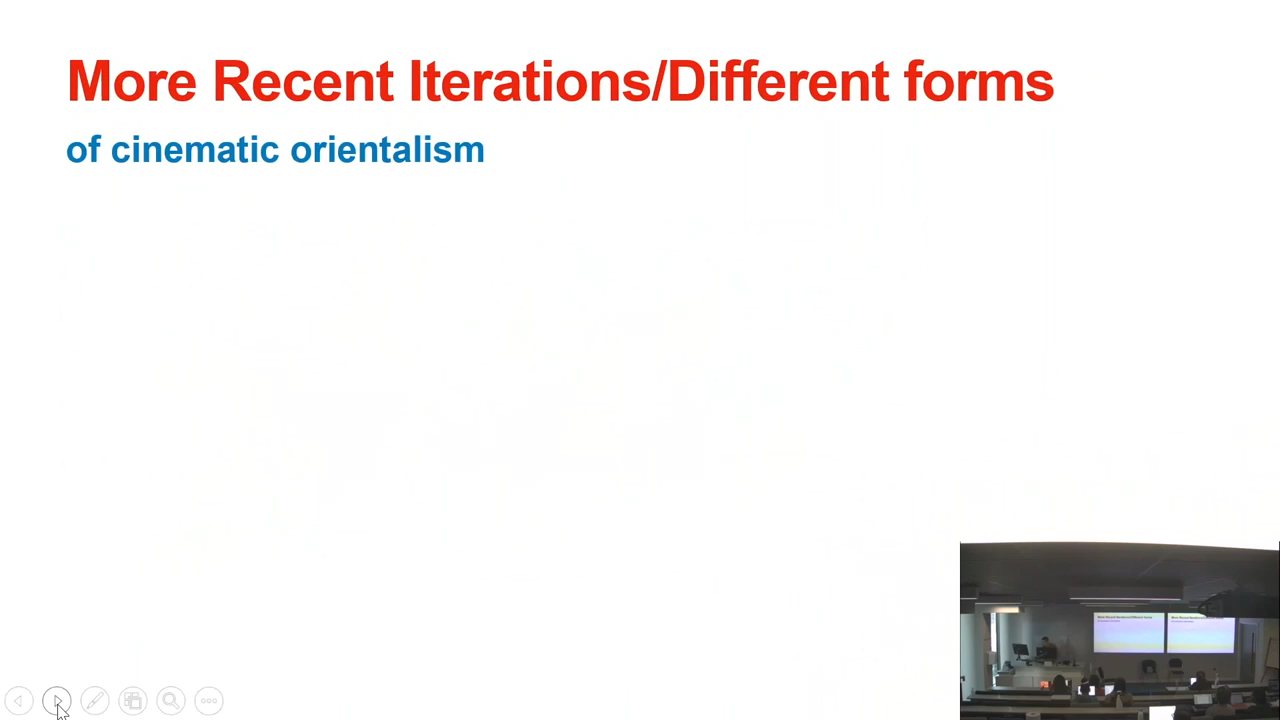 More Recent Iterations/Different forms
of cinematic orientalism